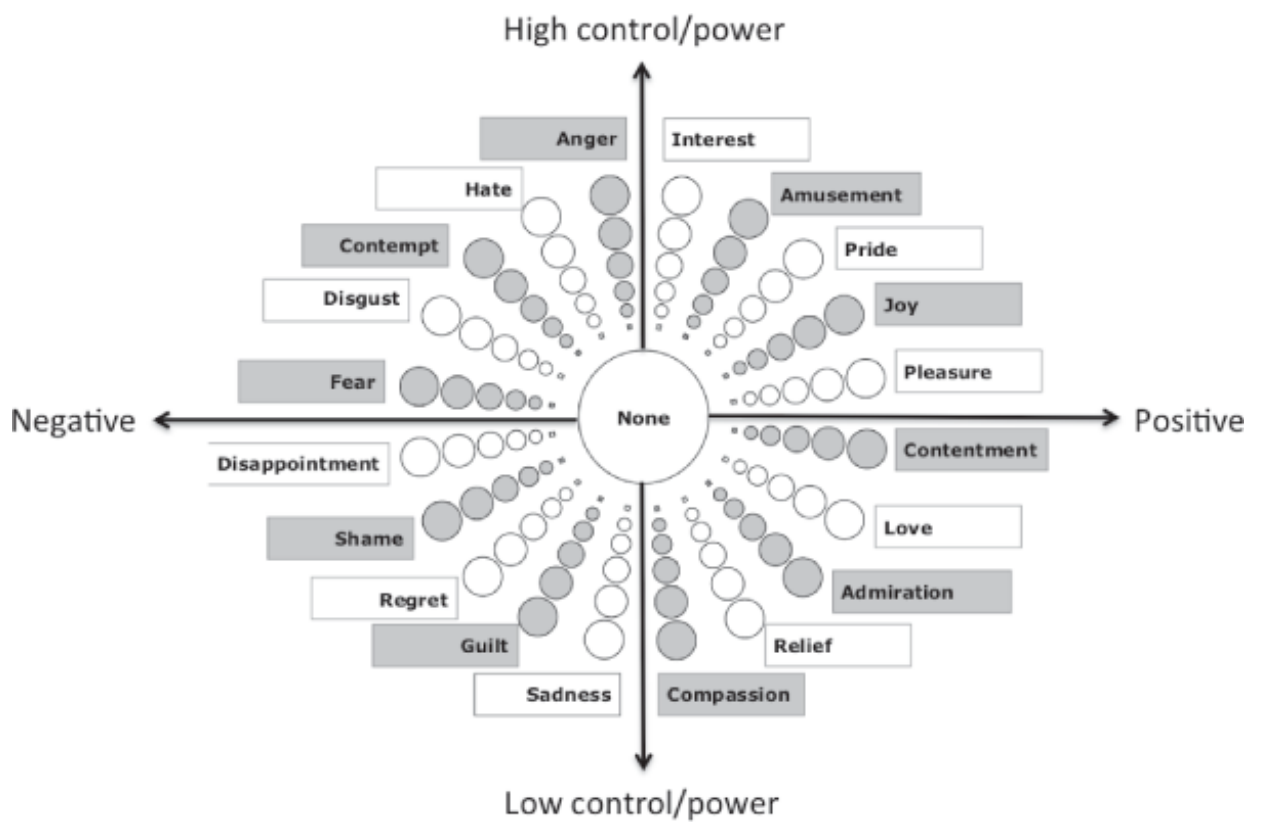 High control/power
Anger
Interest
Hate
Amusement
Contempt
Pride
Disgust
Joy
Fear
Pleasure
Negative
None
Positive
Disappointment
Contentment
Shame
Love
Regret
Admiration
Guilt
Relief
Sadness
Compassion
Low control/power